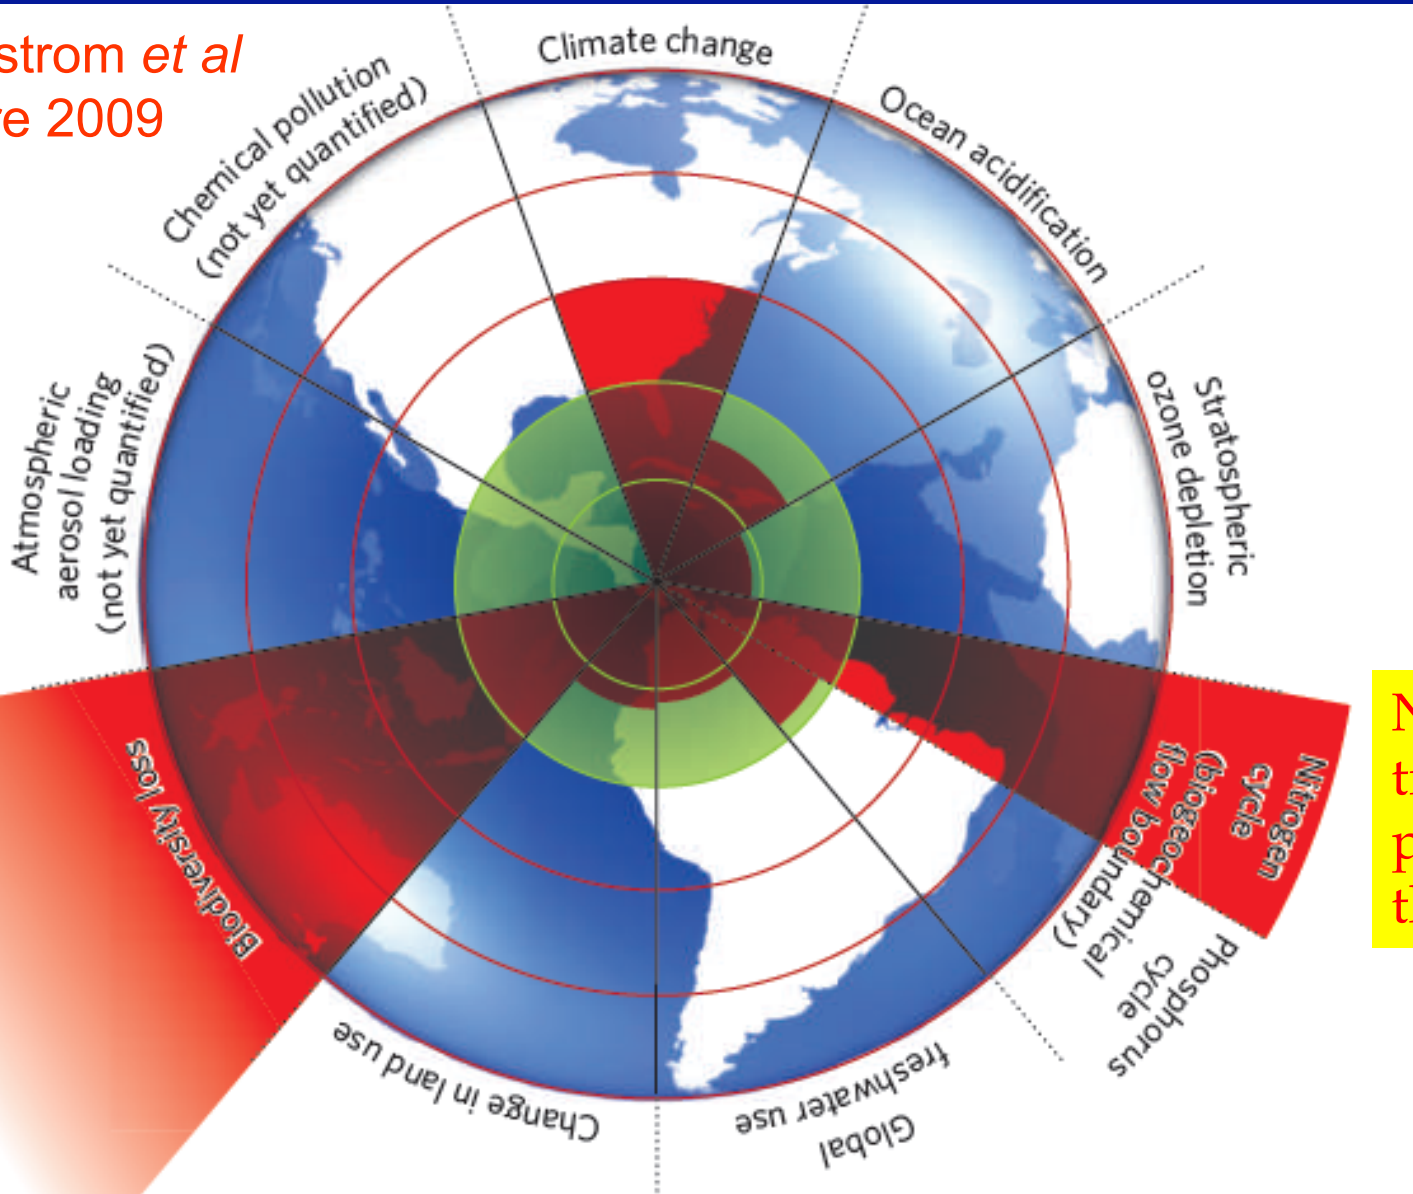 strom et al
e 2009
Climate change
Ocean acidification
Stratospheric
ozone depletion
Nitrogen
cycle
(biogeochemical
flow boundary)
Phosphorus
cycle
Global
freshwater use
Change in land use
Biodiversity loss
Atmospheric
aerosol loading
(not yet quantified)
Chemical pollution
(not yet quantified)
N
p